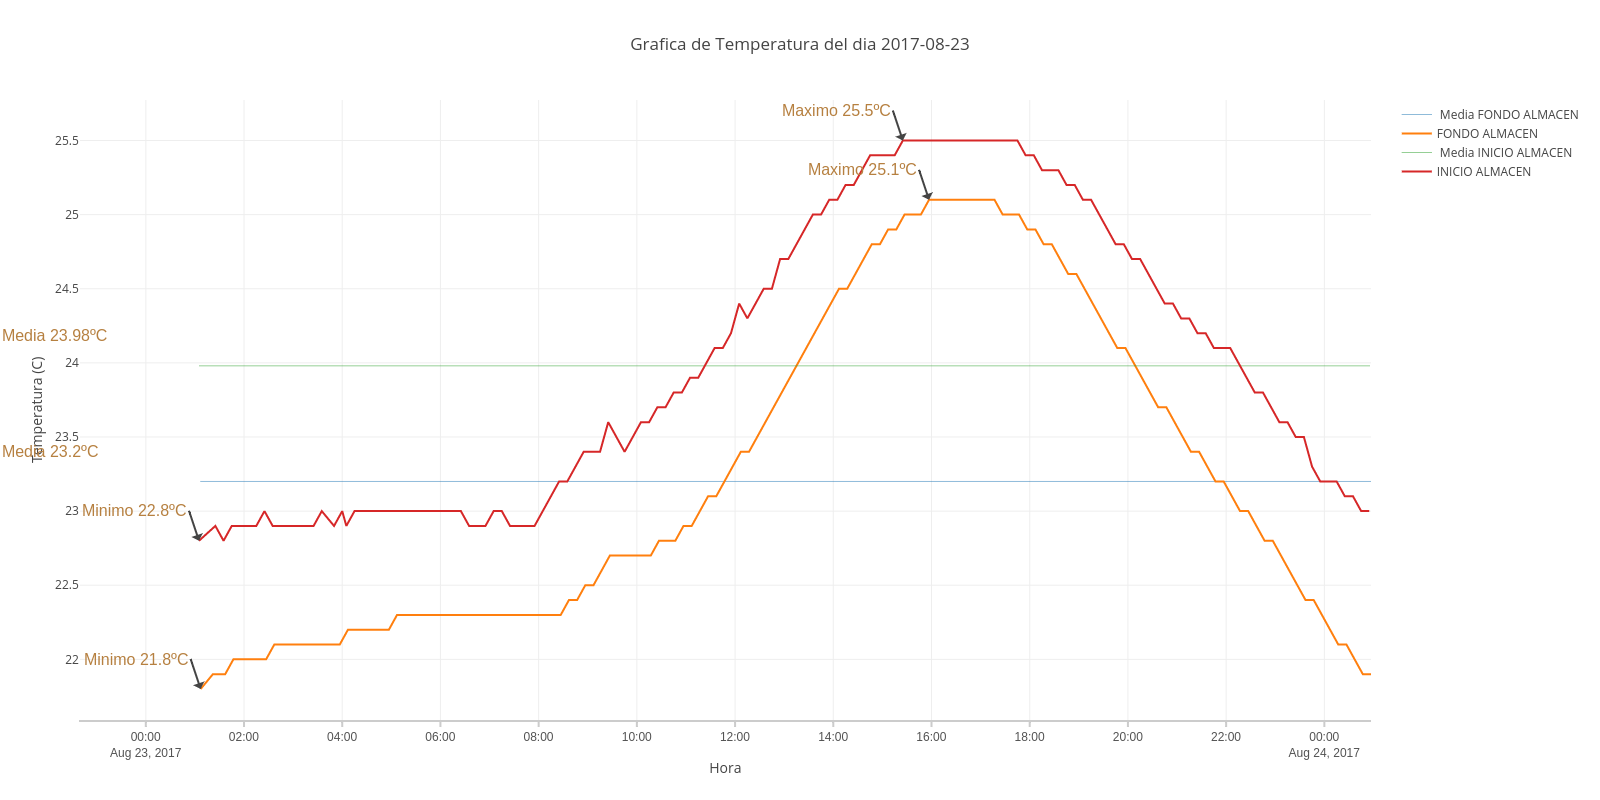 Grafica de Temperatura del dia 2017-08-23
Maximo 25.5ºC
Maximo 25.1ºC
Media 23.98ºC
Media 23.2ºC
Minimo 22.8ºC
Minimo 21.8ºC
Temperatura (C)
25.5
25
24.5
24
23.5
23
22.5
22
00:00
Aug 23, 2017
02:00
04:00
06:00
08:00
10:00
12:00
14:00
16:00
18:00
20:00
22:00
00:00
Aug 24, 2017
Hora
Media FONDO ALMACEN
FONDO ALMACEN
Media INICIO ALMACEN
INICIO ALMACEN